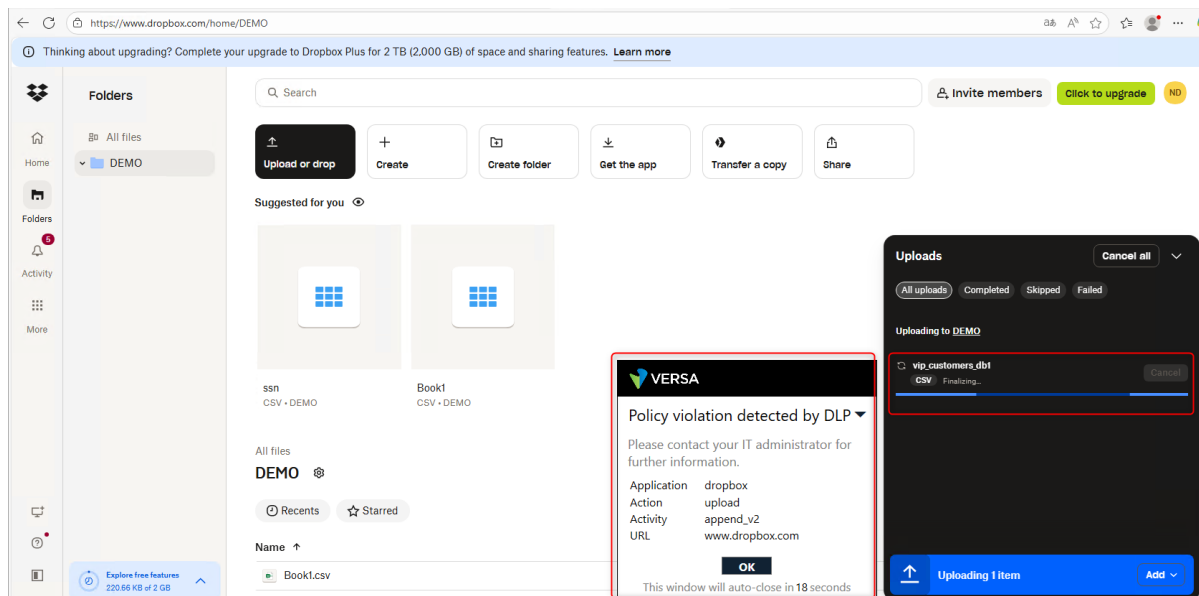 https://www.dropbox.com/home/DEMO
Thinking about upgrading? Complete your upgrade to Dropbox Plus for 2 TB (2,000 GB) of space and sharing features. Learn more
Folders
Search
Invite members
Click to upgrade
ND
Home
Folders
5
Activity
More
All files
DEMO
Upload or drop
Create
Create folder
Get the app
Transfer a copy
Share
Suggested for you
ssn
CSV • DEMO
Book1
CSV • DEMO
All files
DEMO
Recents
Starred
Name ↑
Book1.csv
Explore free features
220.66 KB of 2 GB
VERSA
Policy violation detected by DLP
Please contact your IT administrator for
further information.
Application dropbox
Action upload
Activity append_v2
URL www.dropbox.com
OK
This window will auto-close in 18 seconds
Uploads
Cancel all
All uploads
Completed
Skipped
Failed
Uploading to DEMO
vip_customers_db1
CSV Finalizing...
Cancel
Uploading 1 item
Add